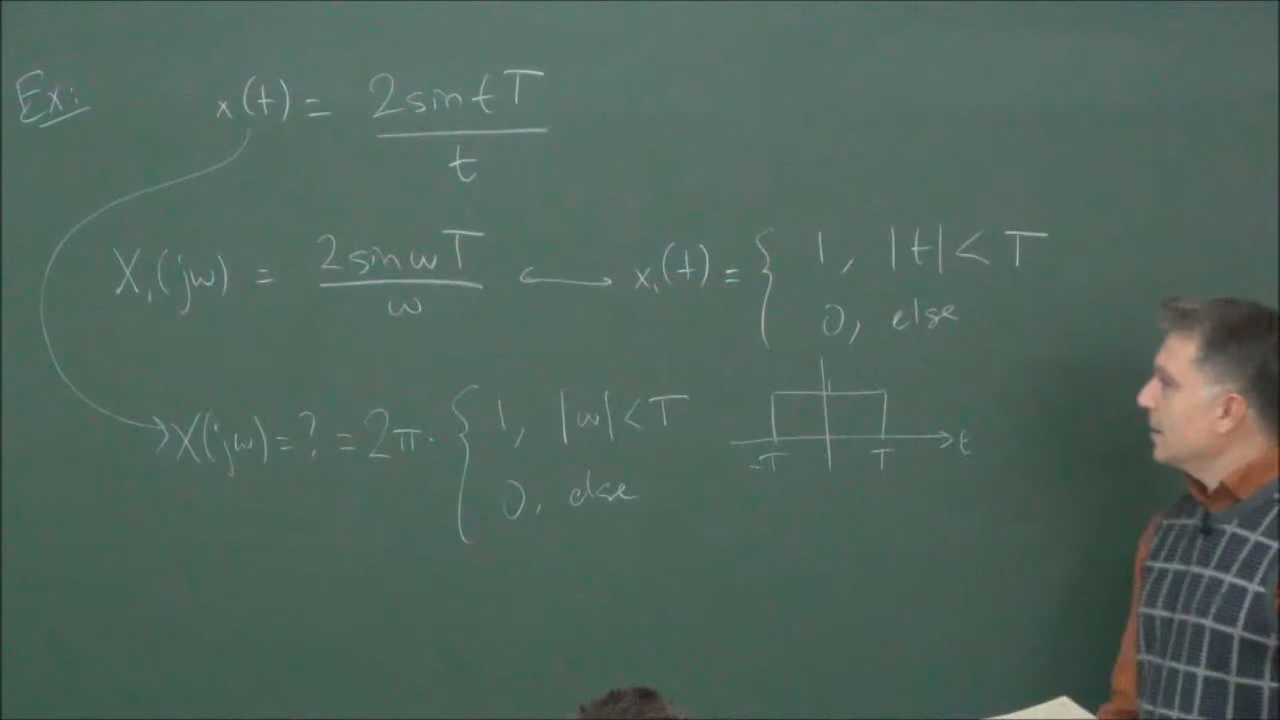 Ex: x(t) = 2sintT / t
X₁(jw) = 2sinwT / w ⟷ x₁(t) = { 1, |t| < T
0, else
X(jw) = ? = 2π · { 1, |w| < T
0, else
-T T t